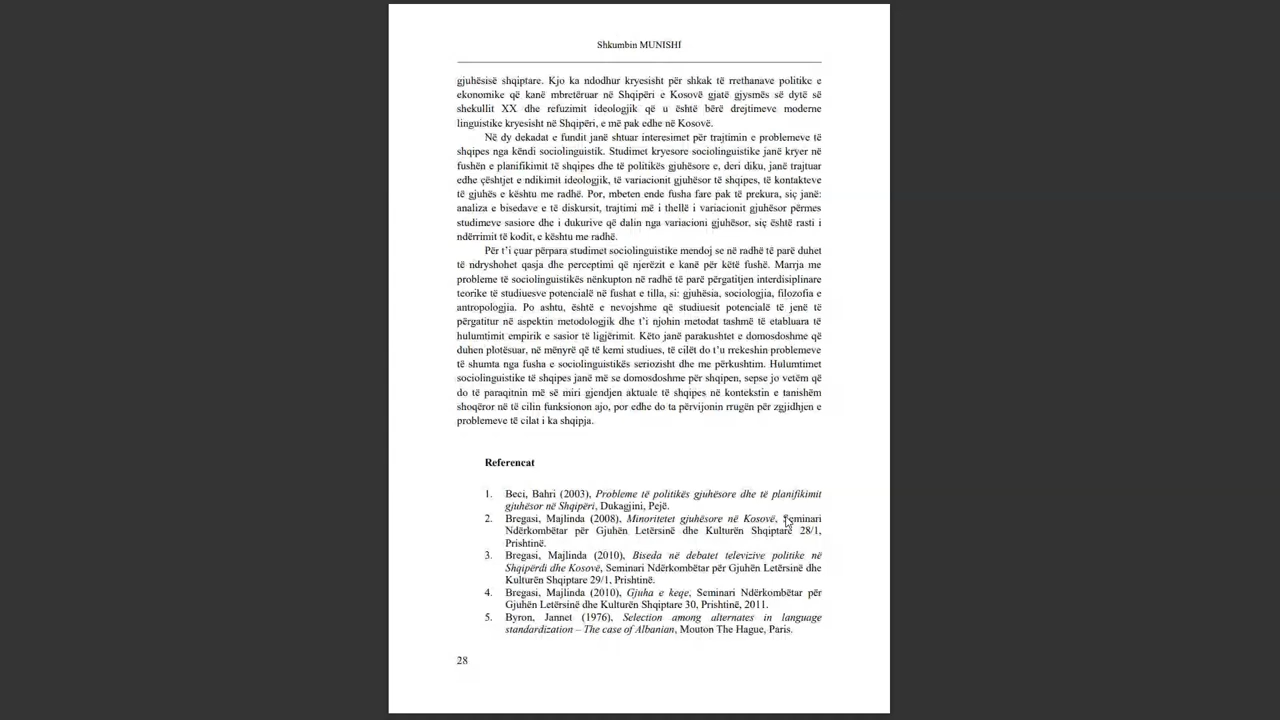 Shkumbin MUNISHI
gjuhësisë shqiptare. Kjo ka ndodhur kryesisht për shkak të rrethanave politike e
ekonomike që kanë mbretëruar në Shqipëri e Kosovë gjatë gjysmës së dytë së
shekullit XX dhe refuzimit ideologjik që u është bërë drejtimeve moderne
linguistike kryesisht në Shqipëri, e më pak edhe në Kosovë.
Në dy dekadat e fundit janë shtuar interesimet për trajtimin e problemeve të
shqipes nga këndi sociolinguistik. Studimet kryesore sociolinguistike janë kryer në
fushën e planifikimit të shqipes dhe të politikës gjuhësore e, deri diku, janë trajtuar
edhe çështjet e ndikimit ideologjik, të variacionit gjuhësor të shqipes, të kontakteve
të gjuhës e kështu me radhë. Por, mbeten ende fusha fare pak të prekura, siç janë:
analiza e bisedave e të diskursit, trajtimi më i thellë i variacionit gjuhësor përmes
studimeve sasiore dhe i dukurive që dalin nga variacioni gjuhësor, siç është rasti i
ndërrimit të kodit, e kështu me radhë.
Për t'i çuar përpara studimet sociolinguistike mendoj se në radhë të parë duhet
të ndryshohet qasja dhe perceptimi që njerëzit e kanë për këtë fushë. Marrja me
probleme të sociolinguistikës nënkupton në radhë të parë përgatitjen interdisiplinare
teorike të studiuesve potencialë në fushat e tilla, si: gjuhësia, sociologjia, filozofia e
antropologjia. Po ashtu, është e nevojshme që studiuesit potencialë të jenë të
përgatitur në aspektin metodologjik dhe t'i njohin metodat tashmë të etabluara të
hulumtimit empirik e sasior të ligjërimit. Këto janë parakushtet e domosdoshme që
duhen plotësuar, në mënyrë që të kemi studiues, të cilët do t'u rrekeshin problemeve
të shumta nga fusha e sociolinguistikës seriozisht dhe me përkushtim. Hulumtimet
sociolinguistike të shqipes janë më se domosdoshme për shqipen, sepse jo vetëm që
do të paraqitnin më së miri gjendjen aktuale të shqipes në kontekstin e tanishëm
shoqëror në të cilin funksionon ajo, por edhe do ta përvijonin rrugën për zgjidhjen e
problemeve të cilat i ka shqipja.
Referencat
1. Beci, Bahri (2003), Probleme të politikës gjuhësore dhe të planifikimit
gjuhësor në Shqipëri, Dukagjini, Pejë.
2. Bregasi, Majlinda (2008), Minoritetet gjuhësore në Kosovë, Seminari
Ndërkombëtar për Gjuhën Letërsinë dhe Kulturën Shqiptare 28/1,
Prishtinë.
3. Bregasi, Majlinda (2010), Biseda në debatet televizive politike në
Shqipërdi dhe Kosovë, Seminari Ndërkombëtar për Gjuhën Letërsinë dhe
Kulturën Shqiptare 29/1, Prishtinë.
4. Bregasi, Majlinda (2010), Gjuha e keqe, Seminari Ndërkombëtar për
Gjuhën Letërsinë dhe Kulturën Shqiptare 30, Prishtinë, 2011.
5. Byron, Jannet (1976), Selection among alternates in language
standardization – The case of Albanian, Mouton The Hague, Paris.
28